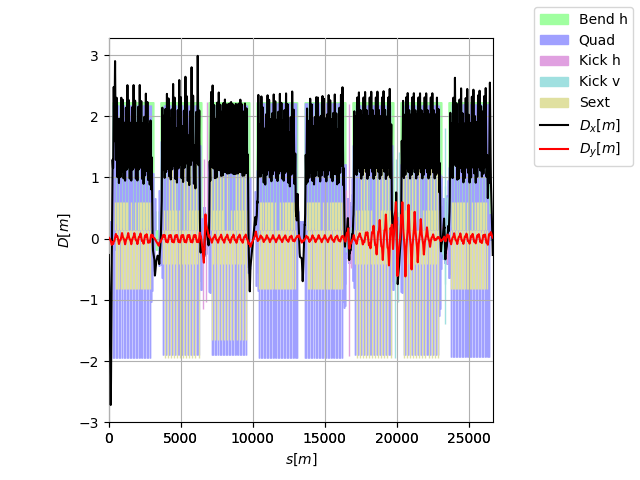 Bend h
Quad
Kick h
Kick v
Sext
D_x[m]
D_y[m]
3
2
1
0
−1
−2
−3
D[m]
0 5000 10000 15000 20000 25000
s[m]